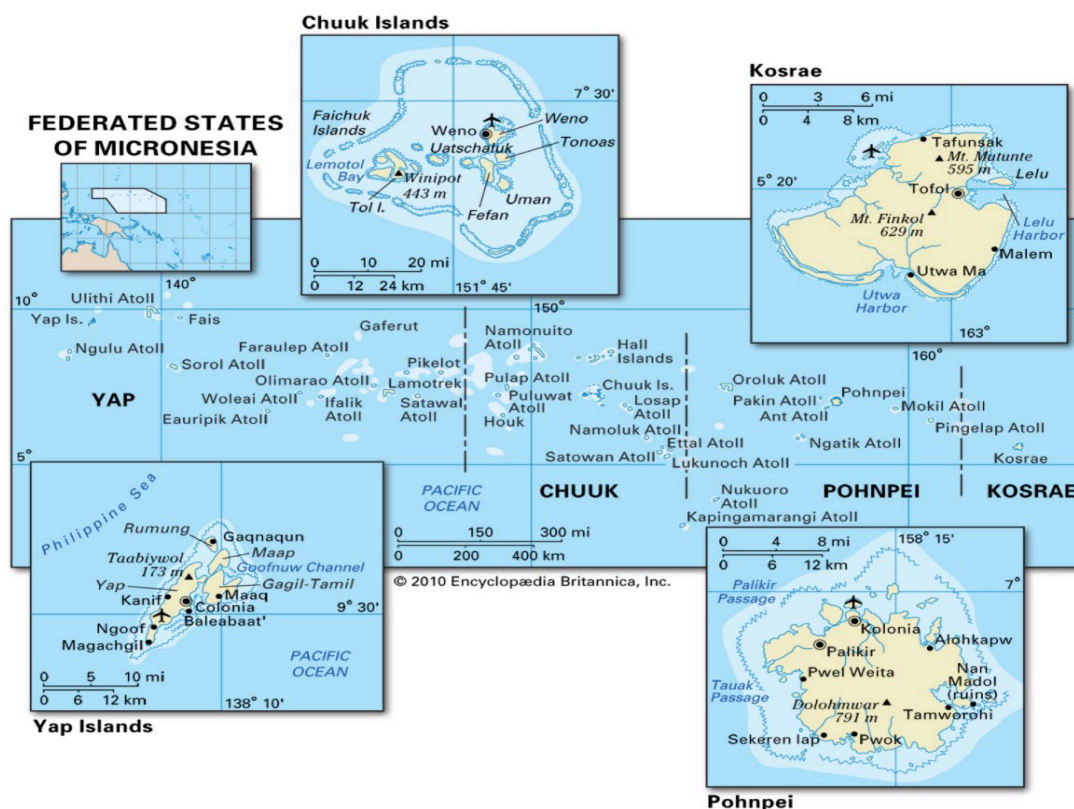 Chuuk Islands
7° 30'
Faichuk
Islands
Weno
Weno
Uatschatuk
Tonoas
Lemotol
Bay
Winipot
443 m
Tol I.
Fefan
Uman
0 10 20 mi
0 12 24 km
151° 45'
Kosrae
0 3 6 mi
0 4 8 km
Tafunsak
Mt. Mutunte
595 m
5° 20'
Lelu
Tofol
Mt. Finkol
629 m
Lelu
Harbor
Malem
Utwa Ma
Utwa
Harbor
163°
FEDERATED STATES
OF MICRONESIA
140°
150°
160°
10°
5°
Ulithi Atoll
Yap Is.
Fais
Ngulu Atoll
Sorol Atoll
Gaferut
Faraulep Atoll
Pikelot
Olimarao Atoll
Lamotrek
Woleai Atoll
Ifalik
Atoll
Satawal
Atoll
Eauripik Atoll
YAP
Namonuito
Atoll
Hall
Islands
Pulap Atoll
Chuuk Is.
Puluwat
Atoll
Losap
Atoll
Houk
Namoluk Atoll
Ettal Atoll
Satowan Atoll
Lukunoch Atoll
CHUUK
Oroluk Atoll
Pohnpei
Pakin Atoll
Ant Atoll
Mokil Atoll
Pingelap Atoll
Ngatik Atoll
Kosrae
Nukuoro
Atoll
Kapingamarangi Atoll
POHNPEI
KOSRAE
PACIFIC
OCEAN
0 150 300 mi
0 200 400 km
© 2010 Encyclopædia Britannica, Inc.
Philippine Sea
Rumung
Gaqnaqun
Taabiywol
173 m
Maap
Goofnuw Channel
Yap
Gagil-Tamil
Kanif
Maaq
Colonia
Baleabaat'
9° 30'
Ngoof
Magachgil
PACIFIC
OCEAN
0 5 10 mi
0 6 12 km
138° 10'
Yap Islands
0 4 8 mi
0 6 12 km
158° 15'
7°
Palikir
Passage
Kolonia
Palikir
Alohkapw
Pwel Weita
Nan
Madol
(ruins)
Tauak
Passage
Dolohmwar
791 m
Tamworohi
Sekeren Iap
Pwok
Pohnpei